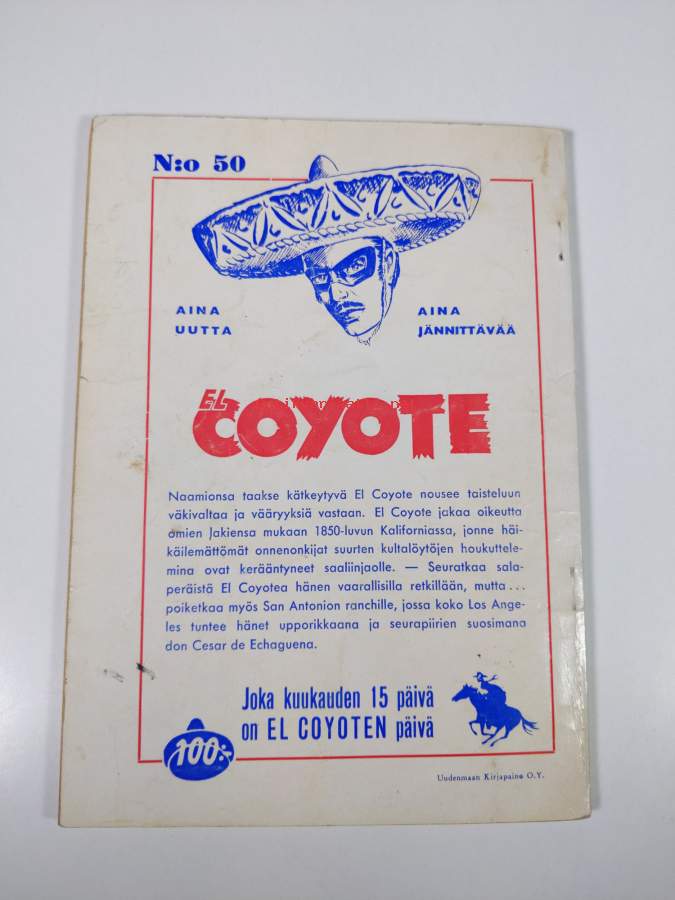 N:o 50
AINA
UUTTA
AINA
JÄNNITTÄVÄÄ
EL
COYOTE
Naamionsa taakse kätkeytyvä El Coyote nousee taisteluun
väkivaltaa ja vääryyksiä vastaan. El Coyote jakaa oikeutta
omien lakiensa mukaan 1850-luvun Kaliforniassa, jonne häi-
käilemättömät onnenonkijat suurten kultalöytöjen houkuttele-
mina ovat kerääntyneet saaliinjaolle. — Seuratkaa sala-
peräistä El Coyotea hänen vaarallisilla retkillään, mutta ...
poiketkaa myös San Antonion ranchille, jossa koko Los Ange-
les tuntee hänet upporikkaana ja seurapiirien suosimana
don Cesar de Echaguena.
Joka kuukauden 15 päivä
on EL COYOTEN päivä
100:-
Uudenmaan Kirjapaino O.Y.